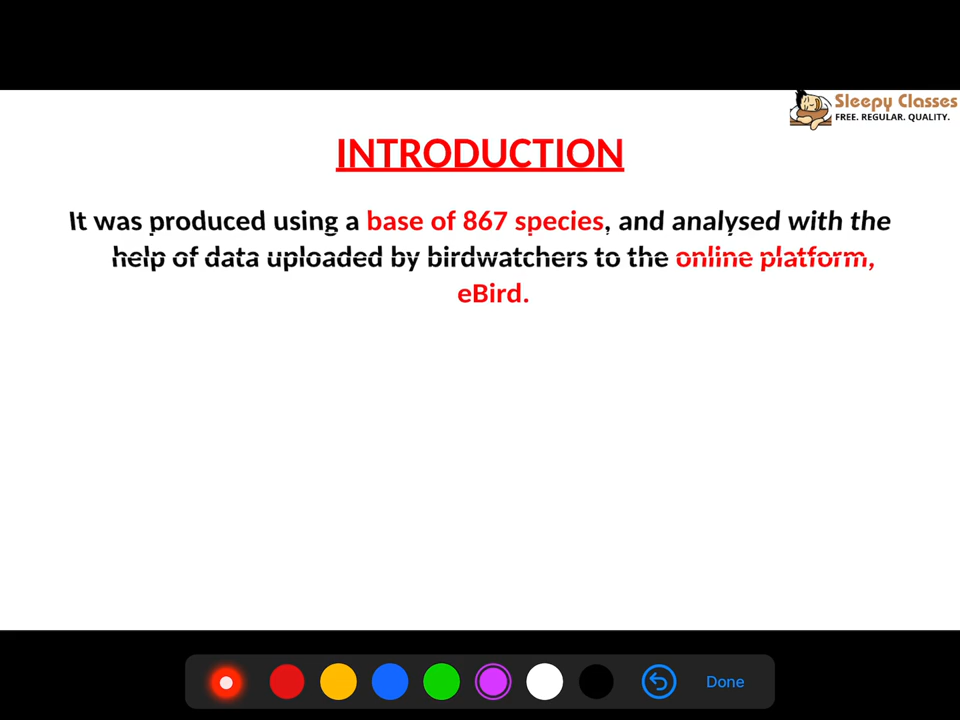 Sleepy Classes
FREE. REGULAR. QUALITY.
INTRODUCTION
It was produced using a base of 867 species, and analysed with the
help of data uploaded by birdwatchers to the online platform,
eBird.
Done